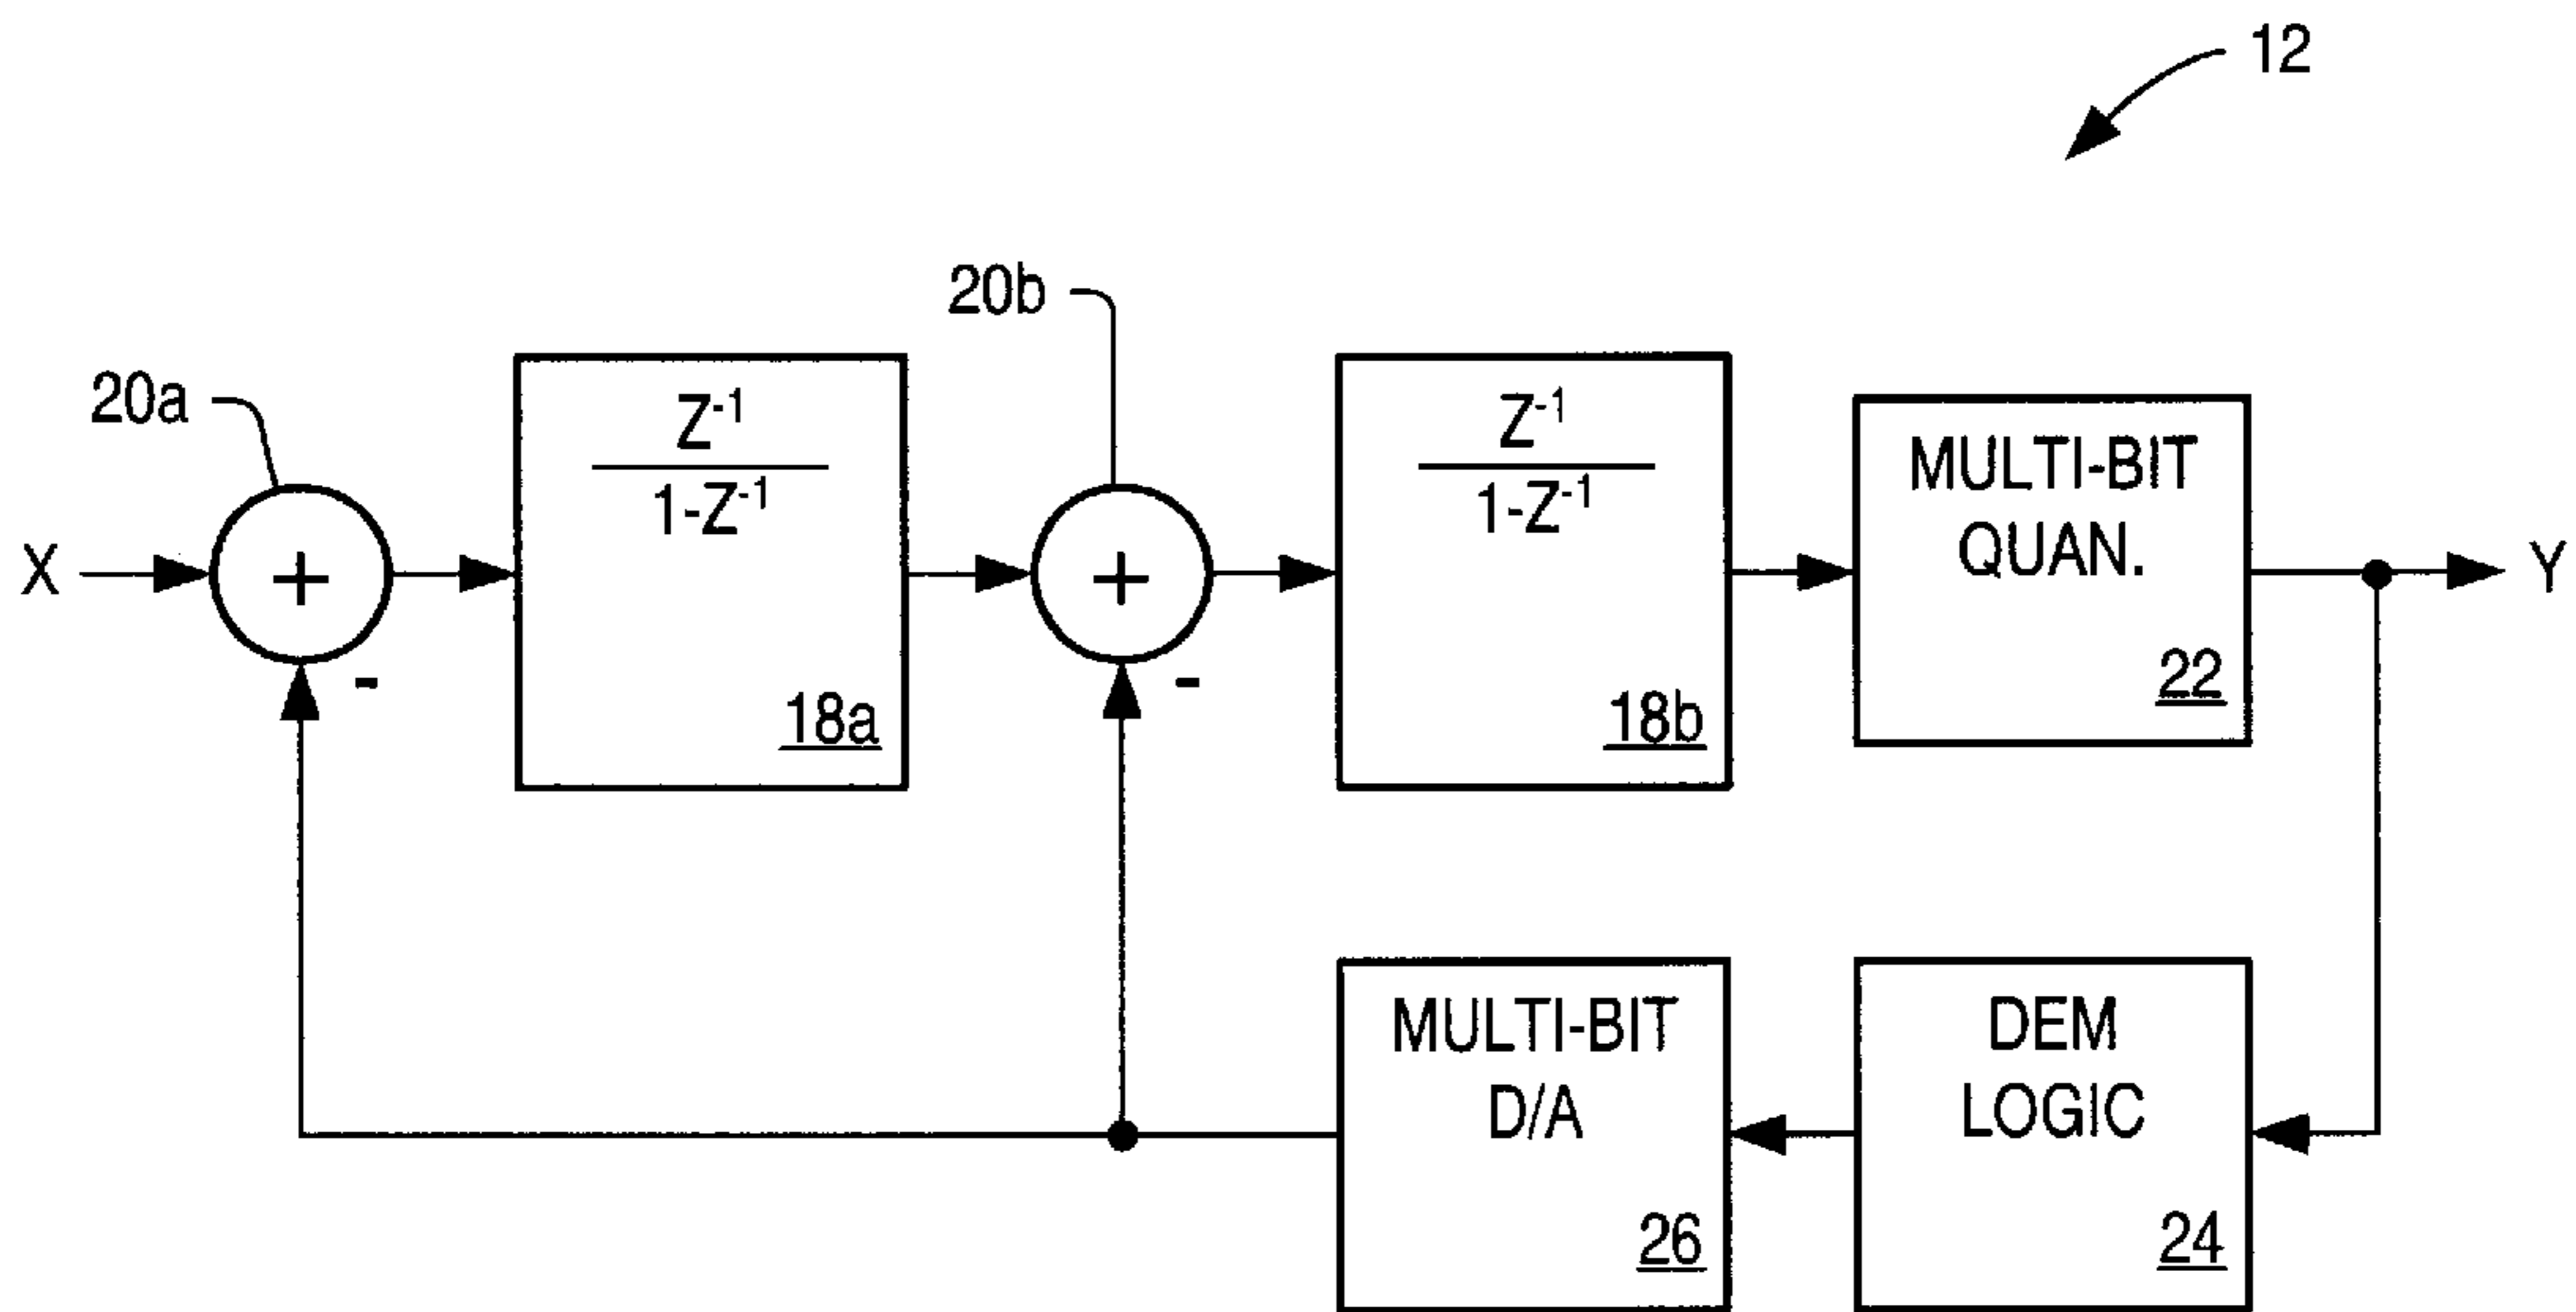 12
20b
20a
Z-1
1-Z-1
18a
Z-1
1-Z-1
18b
MULTI-BIT
QUAN.
22
X
+
-
+
-
Y
MULTI-BIT
D/A
26
DEM
LOGIC
24